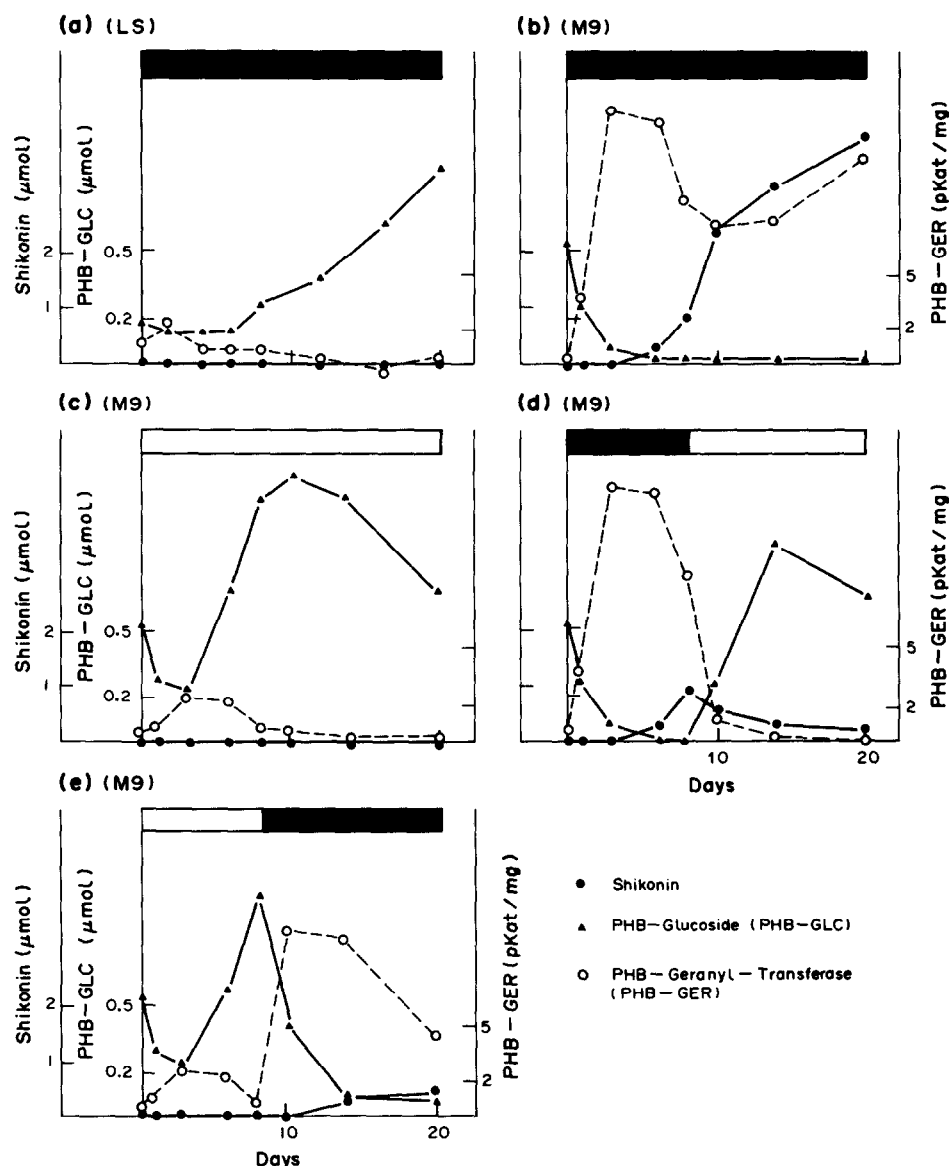 (a) (LS)
(b) (M9)
Shikonin (μmol)
PHB-GLC (μmol)
2
1
0.5
0.2
5
2
PHB-GER (pKat/mg)
(c) (M9)
(d) (M9)
Shikonin (μmol)
PHB-GLC (μmol)
2
1
0.5
0.2
5
2
PHB-GER (pKat/mg)
10
20
Days
(e) (M9)
Shikonin (μmol)
PHB-GLC (μmol)
2
1
0.5
0.2
5
2
PHB-GER (pKat/mg)
10
20
Days
Shikonin
PHB-Glucoside (PHB-GLC)
PHB-Geranyl-Transferase
(PHB-GER)